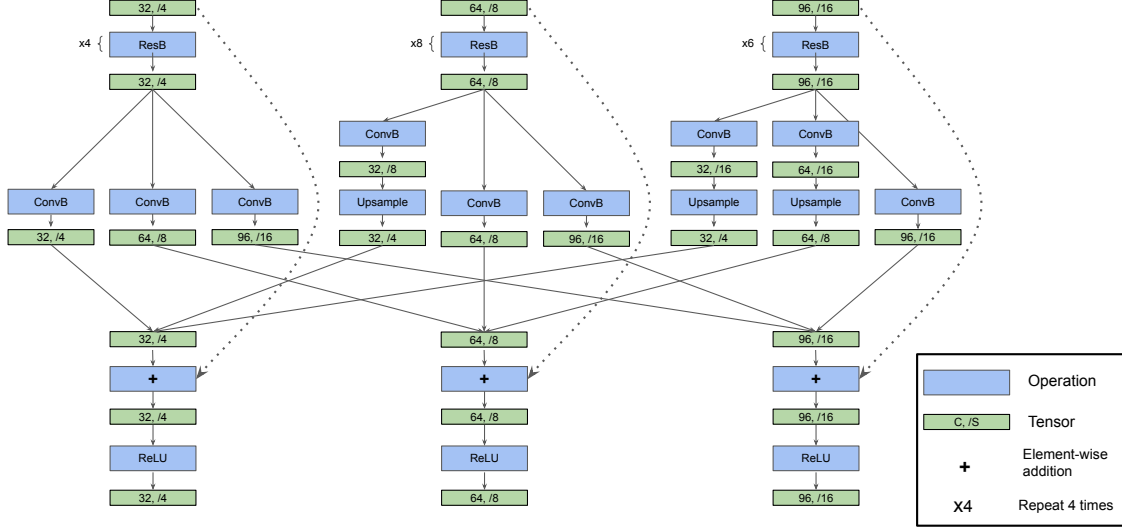 32, /4 64, /8 96, /16
x4 { ResB x8 { ResB x6 { ResB
32, /4 64, /8 96, /16
ConvB ConvB ConvB
32, /8 32, /16 64, /16
ConvB ConvB ConvB Upsample ConvB ConvB Upsample Upsample ConvB
32, /4 64, /8 96, /16 32, /4 64, /8 96, /16 32, /4 64, /8 96, /16
32, /4 64, /8 96, /16
+ + +
32, /4 64, /8 96, /16
ReLU ReLU ReLU
32, /4 64, /8 96, /16
Operation
C, /S Tensor
+ Element-wise
addition
x4 Repeat 4 times